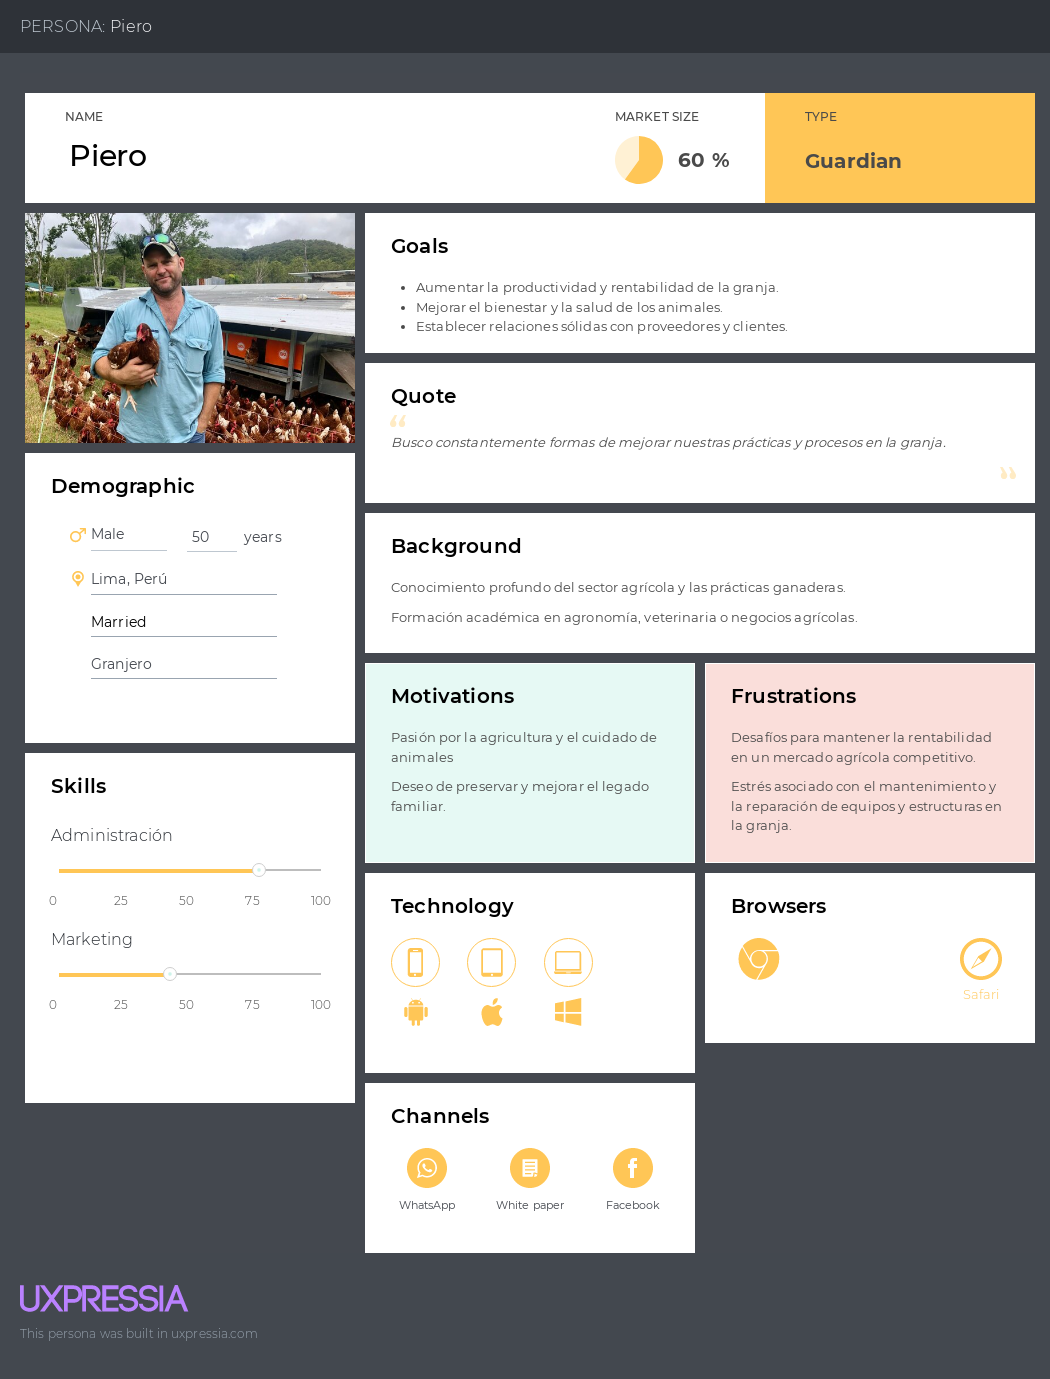 PERSONA: Piero
NAME
Piero
MARKET SIZE
60 %
TYPE
Guardian
Goals
Aumentar la productividad y rentabilidad de la granja.
Mejorar el bienestar y la salud de los animales.
Establecer relaciones sólidas con proveedores y clientes.
Quote
“
Busco constantemente formas de mejorar nuestras prácticas y procesos en la granja.
”
Demographic
Male
50 years
Lima, Perú
Married
Granjero
Background
Conocimiento profundo del sector agrícola y las prácticas ganaderas.
Formación académica en agronomía, veterinaria o negocios agrícolas.
Motivations
Pasión por la agricultura y el cuidado de
animales
Deseo de preservar y mejorar el legado
familiar.
Frustrations
Desafíos para mantener la rentabilidad
en un mercado agrícola competitivo.
Estrés asociado con el mantenimiento y
la reparación de equipos y estructuras en
la granja.
Skills
Administración
0 25 50 75 100
Marketing
0 25 50 75 100
Technology
Browsers
Safari
Channels
WhatsApp
White paper
Facebook
UXPRESSIA
This persona was built in uxpressia.com